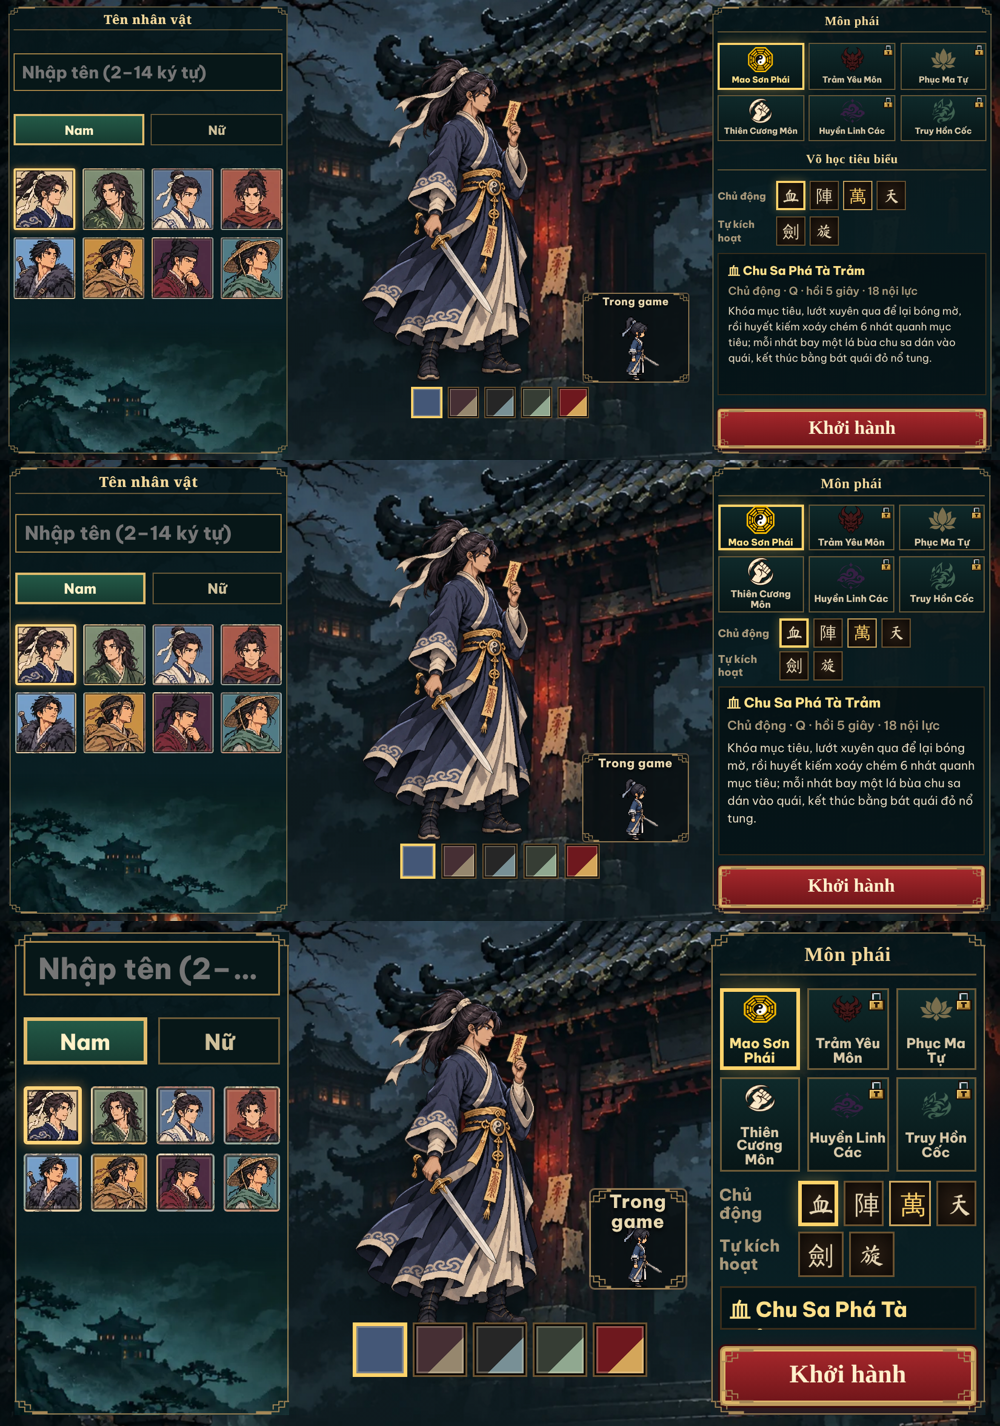 Tên nhân vật
Nhập tên (2–14 ký tự)
Nam
Nữ
Trong game
Môn phái
Mao Sơn Phái
Trảm Yêu Môn
Phục Ma Tự
Thiên Cương Môn
Huyền Linh Các
Truy Hồn Cốc
Võ học tiêu biểu
Chủ động
血
陣
萬
天
Tự kích
hoạt
劍
旋
血 Chu Sa Phá Tà Trảm
Chủ động · Q · hồi 5 giây · 18 nội lực
Khóa mục tiêu, lướt xuyên qua để lại bóng mờ,
rồi huyết kiếm xoáy chém 6 nhát quanh mục
tiêu; mỗi nhát bay một lá bùa chu sa dán vào
quái, kết thúc bằng bát quái đỏ nổ tung.
Khởi hành
Tên nhân vật
Nhập tên (2–14 ký tự)
Nam
Nữ
Trong game
Môn phái
Mao Sơn Phái
Trảm Yêu Môn
Phục Ma Tự
Thiên Cương
Môn
Huyền Linh Các
Truy Hồn Cốc
Chủ động
血
陣
萬
天
Tự kích
hoạt
劍
旋
血 Chu Sa Phá Tà Trảm
Chủ động · Q · hồi 5 giây · 18 nội lực
Khóa mục tiêu, lướt xuyên qua để lại bóng
mờ, rồi huyết kiếm xoáy chém 6 nhát quanh
mục tiêu; mỗi nhát bay một lá bùa chu sa
dán vào quái, kết thúc bằng bát quái đỏ nổ
tung.
Khởi hành
Nhập tên (2–...
Nam
Nữ
Trong
game
Môn phái
Mao Sơn
Phái
Trảm Yêu
Môn
Phục Ma
Tự
Thiên
Cương
Môn
Huyền Linh
Các
Truy Hồn
Cốc
Chủ
động
血
陣
萬
天
Tự kích
hoạt
劍
旋
血 Chu Sa Phá Tà
Khởi hành